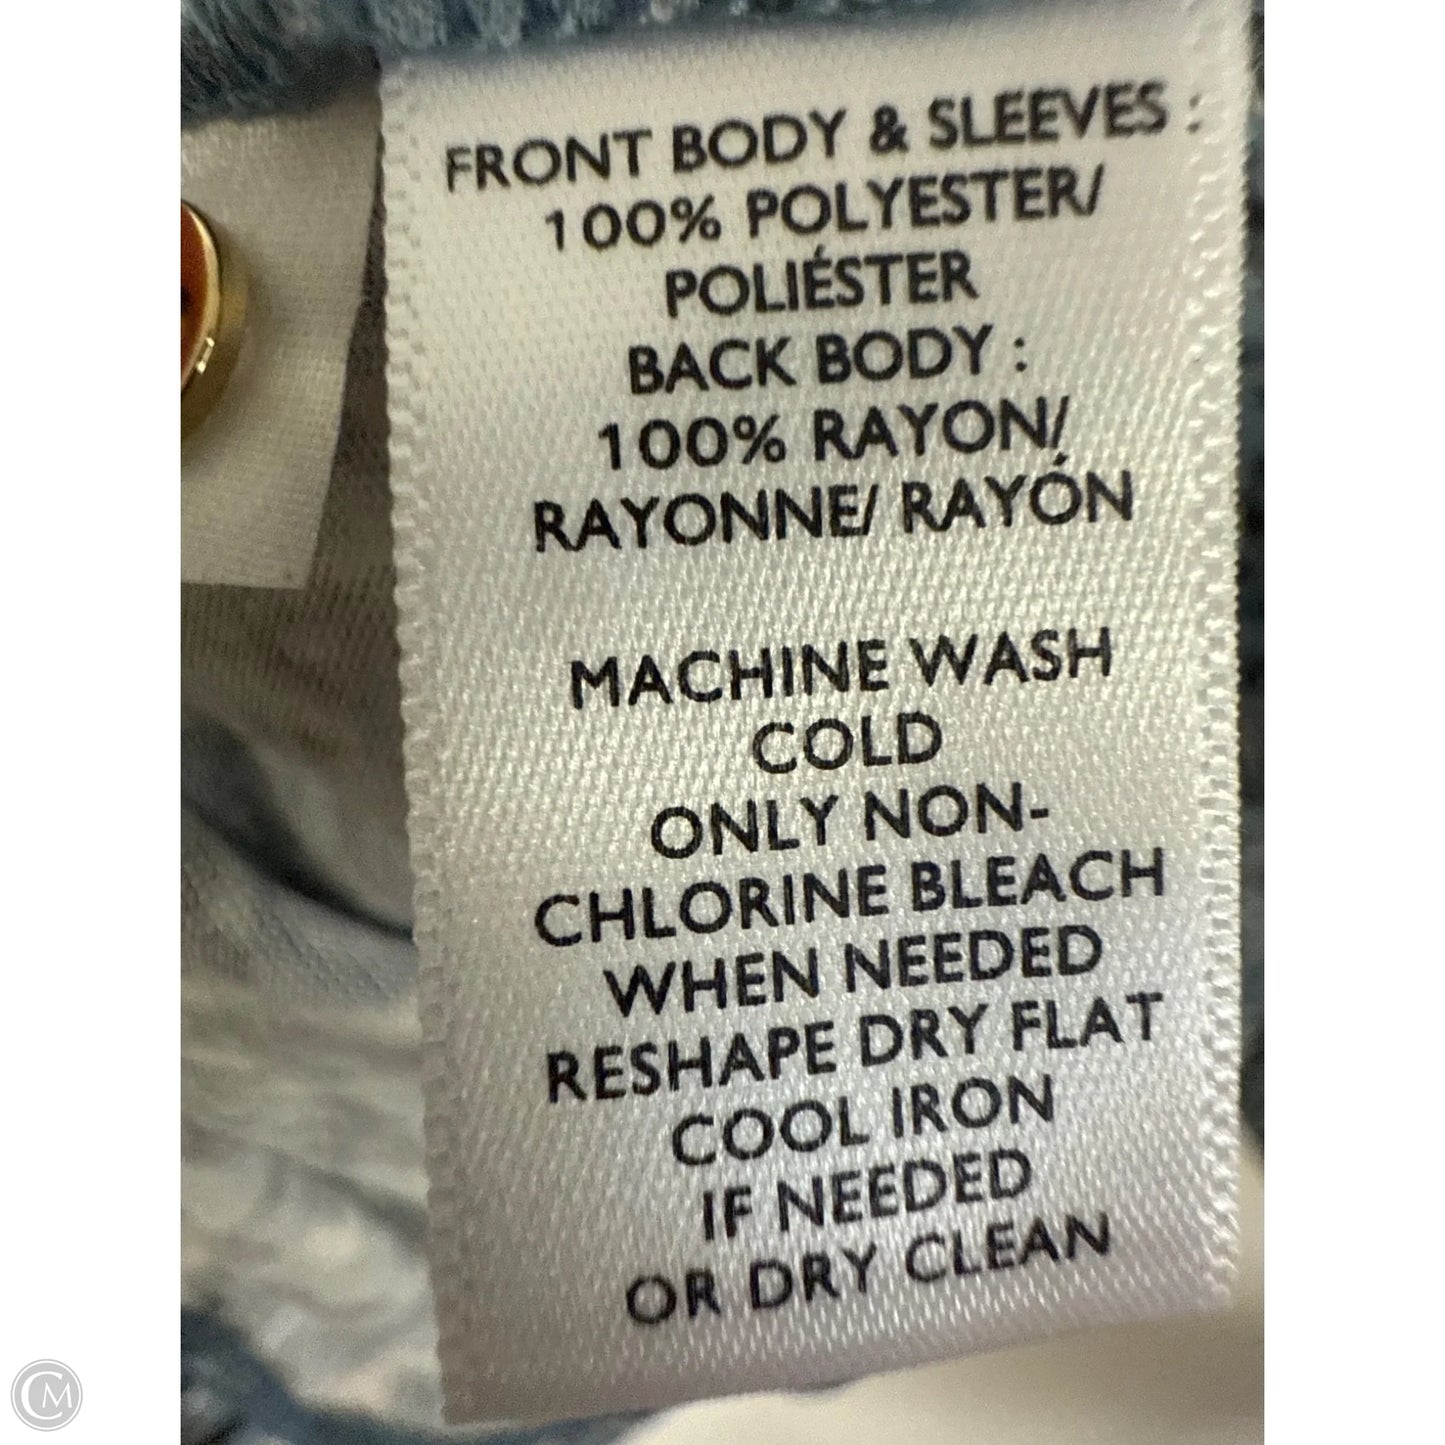 FRONT BODY & SLEEVES :
100% POLYESTER/
POLIÉSTER
BACK BODY :
100% RAYON/
RAYONNE/ RAYÓN
MACHINE WASH
COLD
ONLY NON-
CHLORINE BLEACH
WHEN NEEDED
RESHAPE DRY FLAT
COOL IRON
IF NEEDED
OR DRY CLEAN
CM